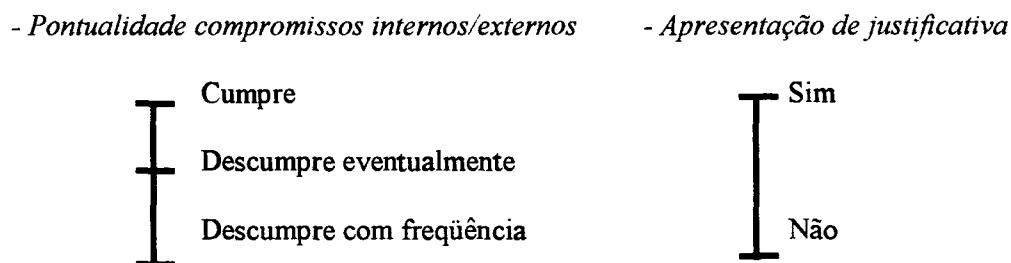 - Pontualidade compromissos internos/externos
Cumpre
Descumpre eventualmente
Descumpre com freqüência
- Apresentação de justificativa
Sim
Não